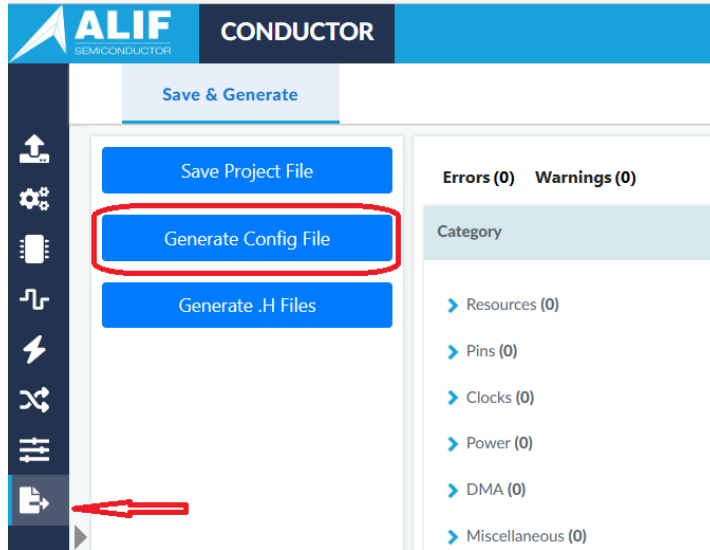 ALIF
SEMICONDUCTOR
CONDUCTOR
Save & Generate
Save Project File
Generate Config File
Generate .H Files
Errors (0) Warnings (0)
Category
Resources (0)
Pins (0)
Clocks (0)
Power (0)
DMA (0)
Miscellaneous (0)